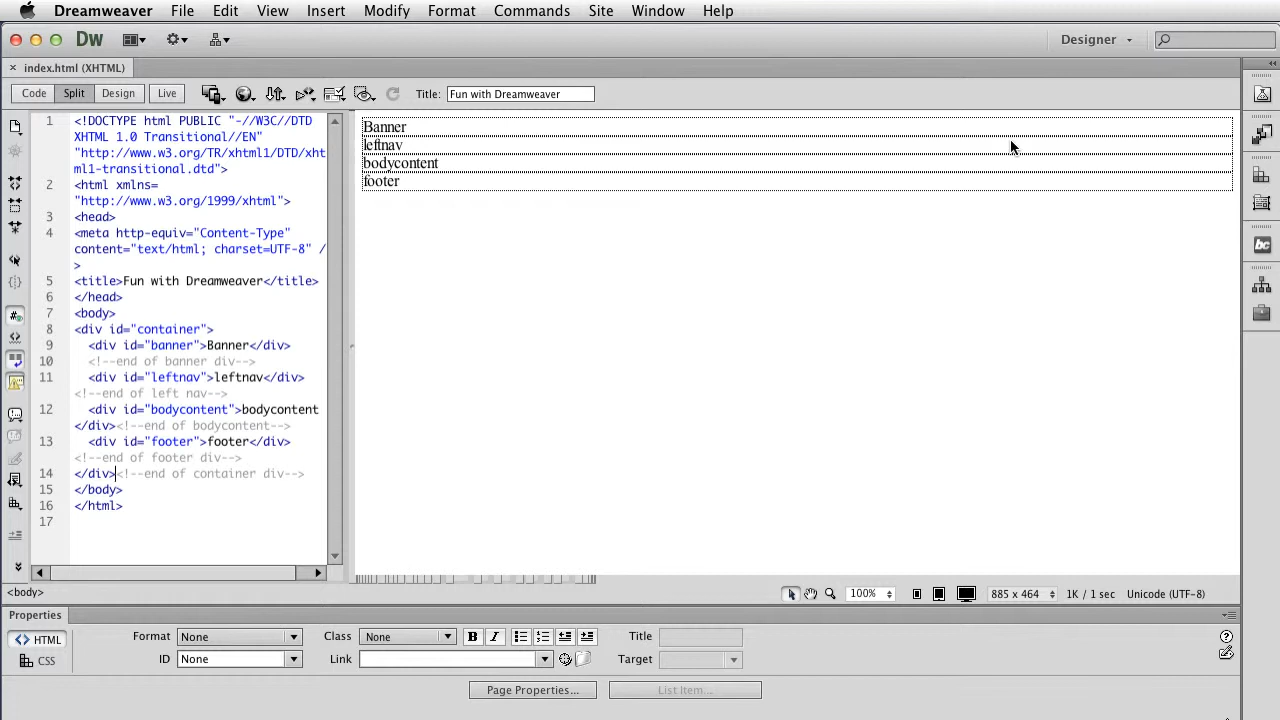 Dreamweaver File Edit View Insert Modify Format Commands Site Window Help
Dw Designer
index.html (XHTML)
Code Split Design Live Title: Fun with Dreamweaver
1 <!DOCTYPE html PUBLIC "-//W3C//DTD
XHTML 1.0 Transitional//EN"
"http://www.w3.org/TR/xhtml1/DTD/xht
ml1-transitional.dtd">
2 <html xmlns=
"http://www.w3.org/1999/xhtml">
3 <head>
4 <meta http-equiv="Content-Type"
content="text/html; charset=UTF-8" /
>
5 <title>Fun with Dreamweaver</title>
6 </head>
7 <body>
8 <div id="container">
9 <div id="banner">Banner</div>
10 <!--end of banner div-->
11 <div id="leftnav">leftnav</div>
<!--end of left nav-->
12 <div id="bodycontent">bodycontent
</div><!--end of bodycontent-->
13 <div id="footer">footer</div>
<!--end of footer div-->
14 </div><!--end of container div-->
15 </body>
16 </html>
17
Banner
leftnav
bodycontent
footer
bc
<body> 100% 885 x 464 1K / 1 sec Unicode (UTF-8)
Properties
HTML Format None Class None B I Title
CSS ID None Link Target
Page Properties... List Item...